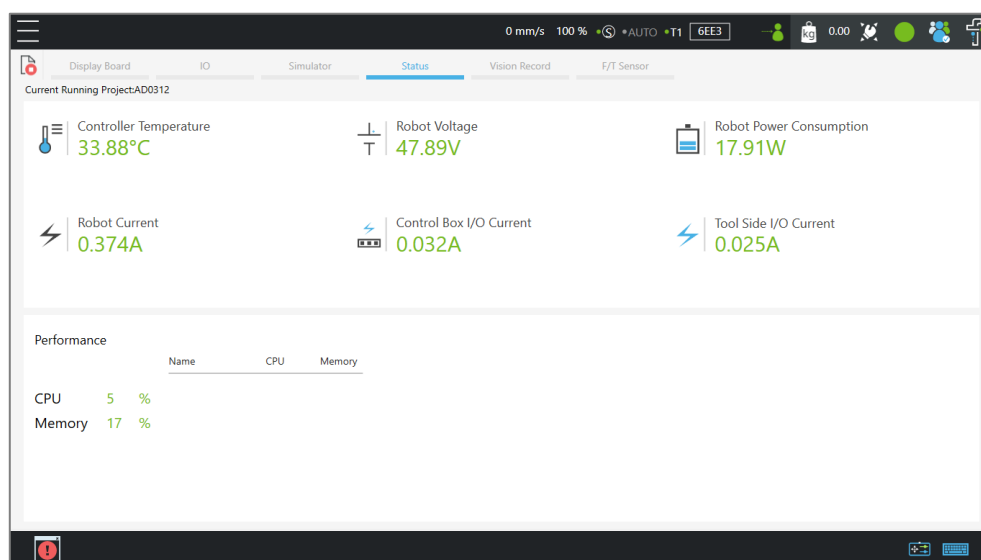 0 mm/s 100 % S AUTO T1 6EE3 kg 0.00
Display Board IO Simulator Status Vision Record F/T Sensor
Current Running Project:AD0312
Controller Temperature
33.88°C
Robot Voltage
47.89V
Robot Power Consumption
17.91W
Robot Current
0.374A
Control Box I/O Current
0.032A
Tool Side I/O Current
0.025A
Performance
Name CPU Memory
CPU 5 %
Memory 17 %